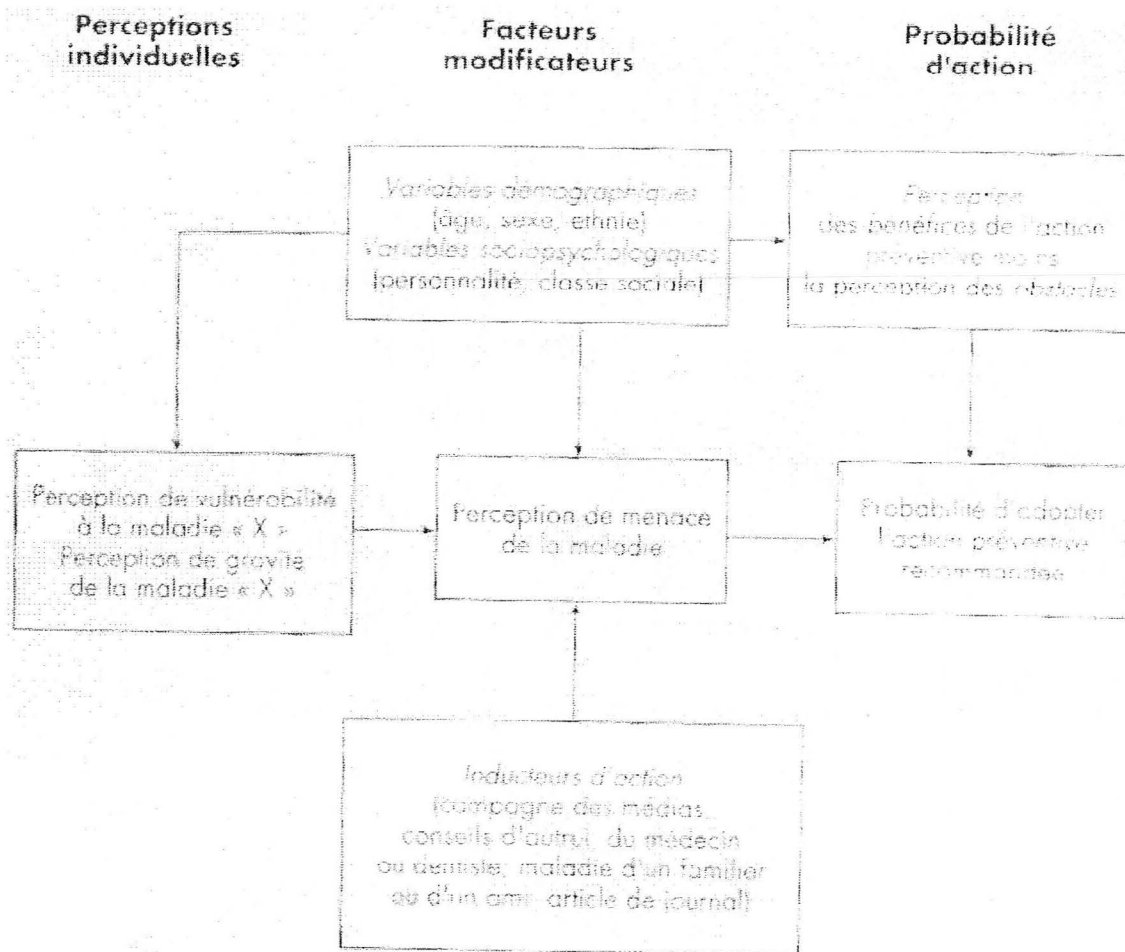 Perceptions
individuelles
Facteurs
modificateurs
Probabilité
d'action
Variables démographiques
(âge, sexe, ethnie)
Variables sociopsychologiques
(personnalité, classe sociale)
Perception
des bénéfices de l'action
préventive moins
la perception des obstacles
Perception de vulnérabilité
à la maladie « X »
Perception de gravité
de la maladie « X »
Perception de menace
de la maladie
Probabilité d'adopter
l'action préventive
recommandée
Inducteurs d'action
(campagne des médias,
conseils d'autrui, du médecin
ou dentiste, maladie d'un familier
ou d'un ami, article de journal)